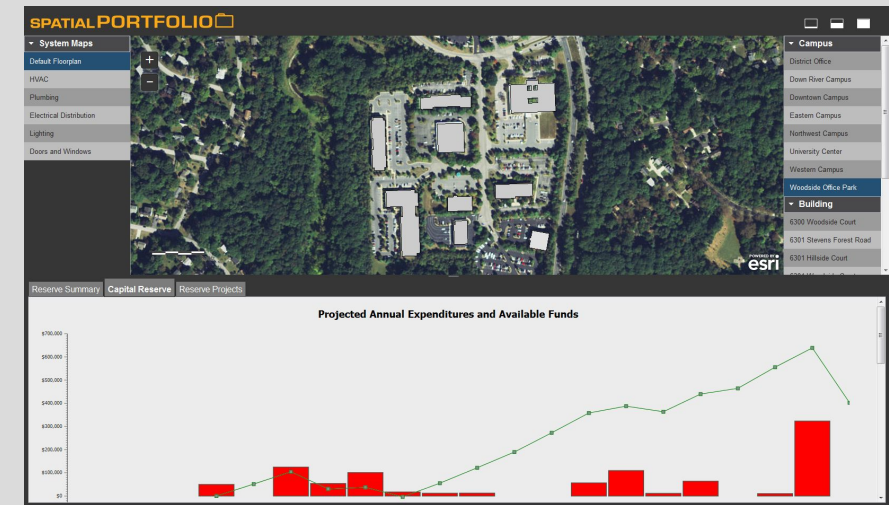 SPATIALPORTFOLIO
System Maps
Default Floorplan
HVAC
Plumbing
Electrical Distribution
Lighting
Doors and Windows
+
−
POWERED BY
esri
Campus
District Office
Down River Campus
Downtown Campus
Eastern Campus
Northwest Campus
University Center
Western Campus
Woodside Office Park
Building
6300 Woodside Court
6301 Stevens Forest Road
6301 Hillside Court
Reserve Summary Capital Reserve Reserve Projects
Projected Annual Expenditures and Available Funds
$700,000
$600,000
$500,000
$400,000
$300,000
$200,000
$100,000
$0